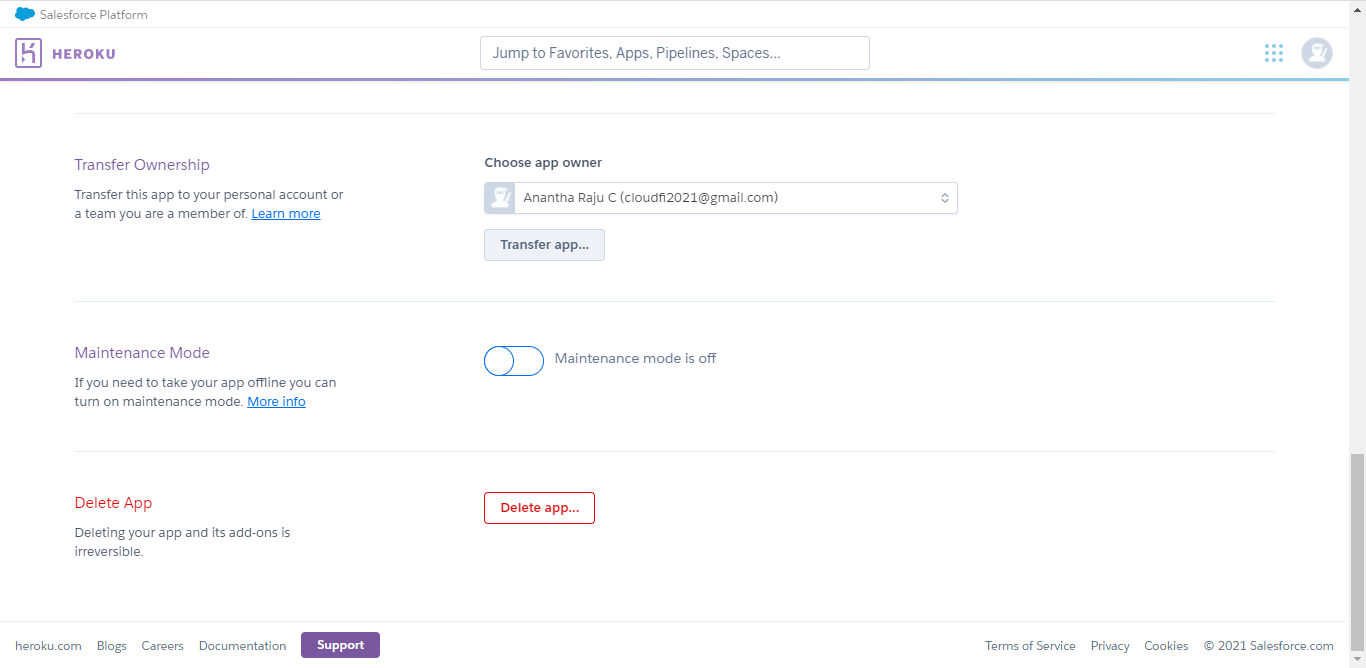 Salesforce Platform
HEROKU
Jump to Favorites, Apps, Pipelines, Spaces...
Transfer Ownership
Transfer this app to your personal account or
a team you are a member of. Learn more
Choose app owner
Anantha Raju C (cloudfi2021@gmail.com)
Transfer app...
Maintenance Mode
If you need to take your app offline you can
turn on maintenance mode. More info
Maintenance mode is off
Delete App
Deleting your app and its add-ons is
irreversible.
Delete app...
heroku.com Blogs Careers Documentation Support Terms of Service Privacy Cookies © 2021 Salesforce.com